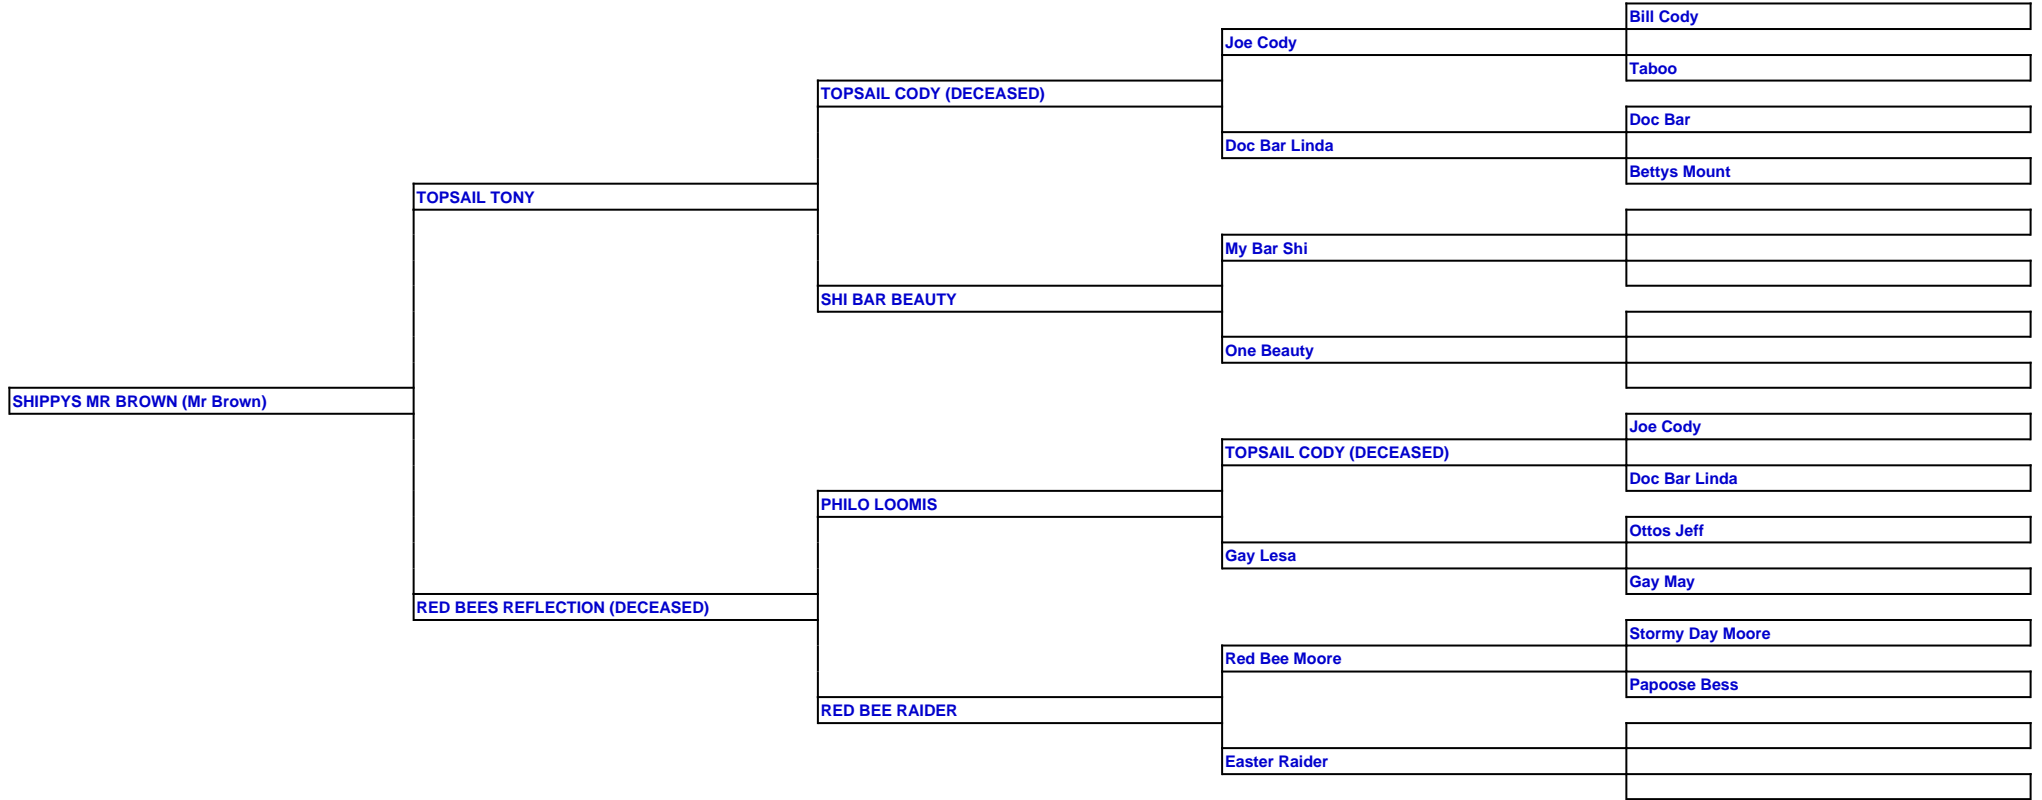 Bill Cody
Joe Cody
Taboo
TOPSAIL CODY (DECEASED)
Doc Bar
Doc Bar Linda
Bettys Mount
TOPSAIL TONY
My Bar Shi
SHI BAR BEAUTY
One Beauty
SHIPPYS MR BROWN (Mr Brown)
Joe Cody
TOPSAIL CODY (DECEASED)
Doc Bar Linda
PHILO LOOMIS
Ottos Jeff
Gay Lesa
Gay May
RED BEES REFLECTION (DECEASED)
Stormy Day Moore
Red Bee Moore
Papoose Bess
RED BEE RAIDER
Easter Raider